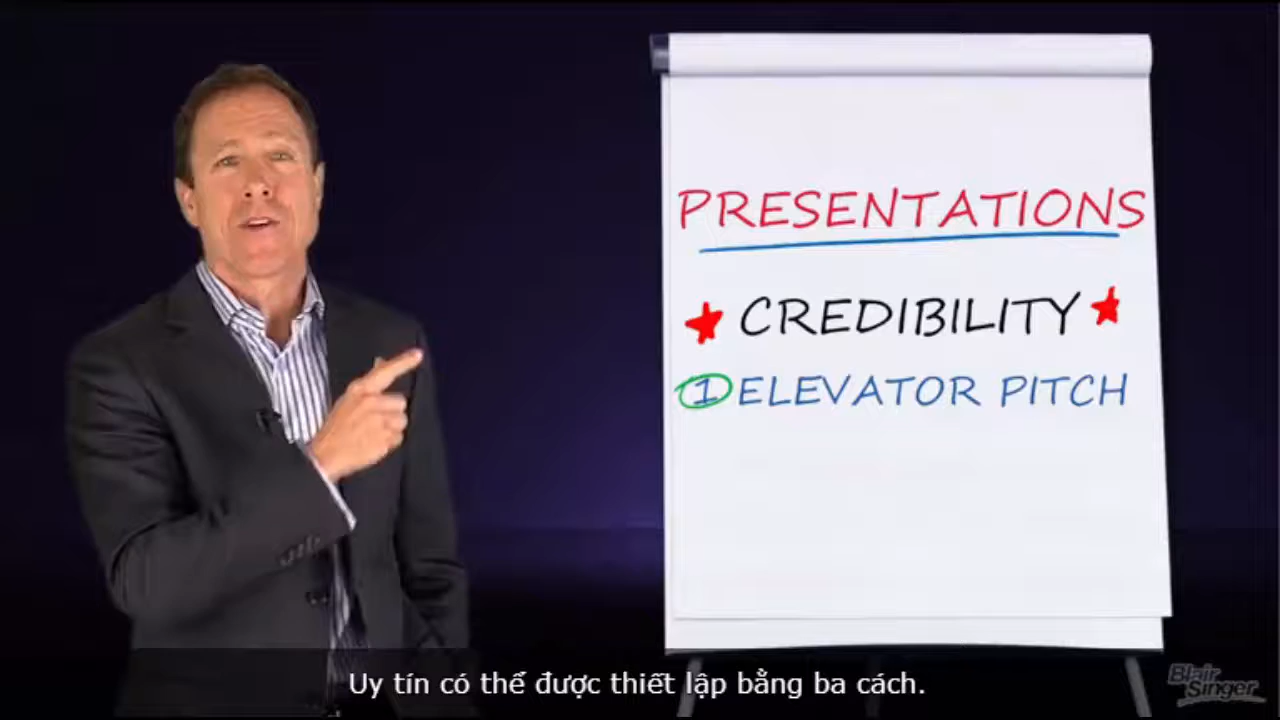 PRESENTATIONS
CREDIBILITY
1 ELEVATOR PITCH
Uy tín có thể được thiết lập bằng ba cách.
Blair
Singer